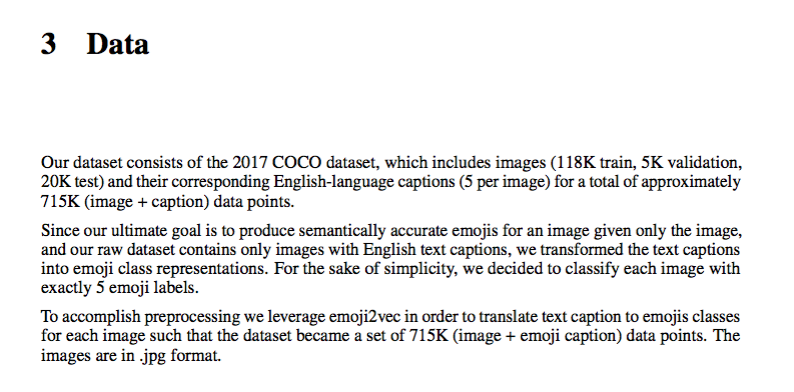 3 Data
Our dataset consists of the 2017 COCO dataset, which includes images (118K train, 5K validation,
20K test) and their corresponding English-language captions (5 per image) for a total of approximately
715K (image + caption) data points.
Since our ultimate goal is to produce semantically accurate emojis for an image given only the image,
and our raw dataset contains only images with English text captions, we transformed the text captions
into emoji class representations. For the sake of simplicity, we decided to classify each image with
exactly 5 emoji labels.
To accomplish preprocessing we leverage emoji2vec in order to translate text caption to emojis classes
for each image such that the dataset became a set of 715K (image + emoji caption) data points. The
images are in .jpg format.